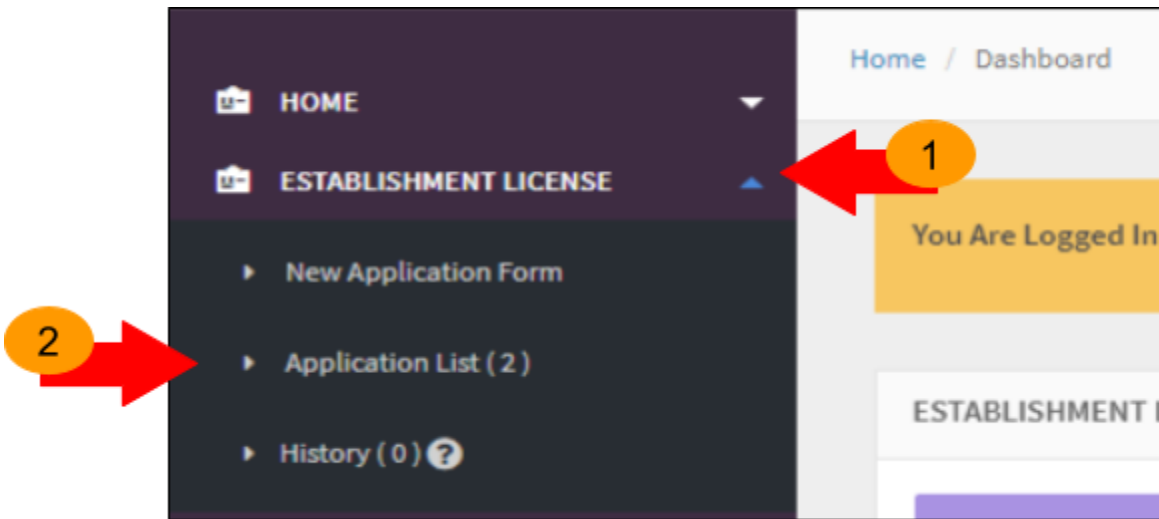 Home / Dashboard
HOME
1
ESTABLISHMENT LICENSE
You Are Logged In
New Application Form
2
Application List ( 2 )
ESTABLISHMENT
History ( 0 ) ?